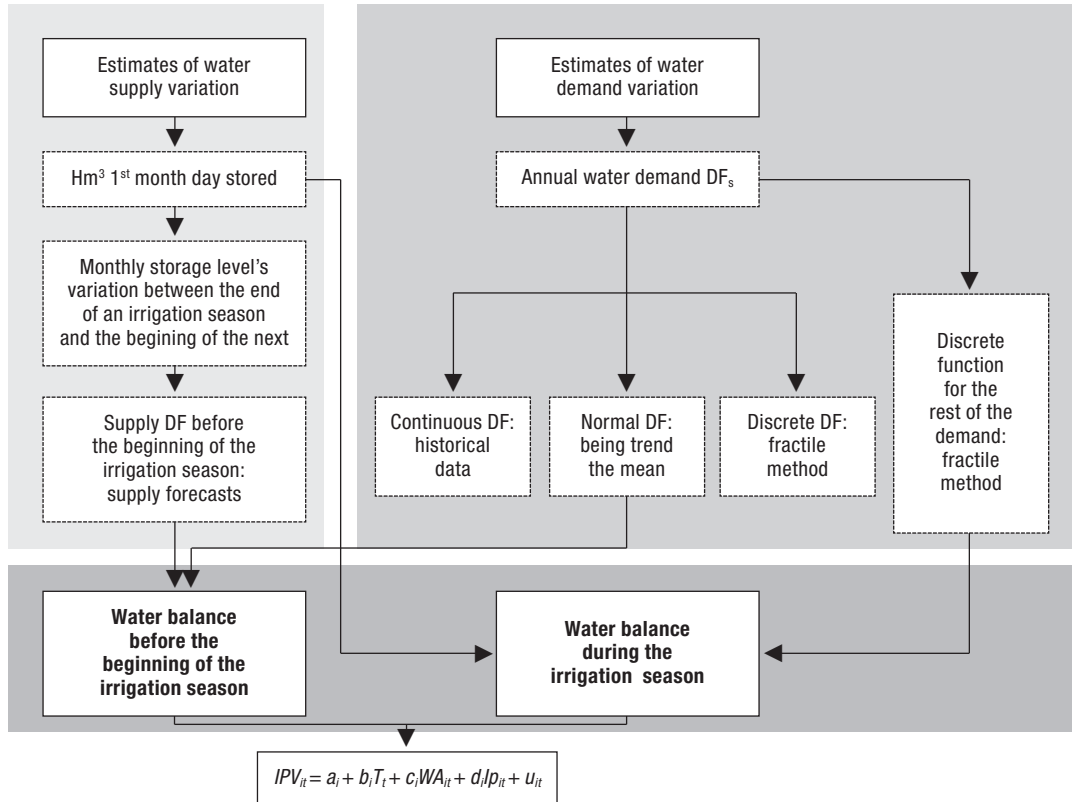 Estimates of water
supply variation
Hm³ 1ˢᵗ month day stored
Monthly storage level's
variation between the end
of an irrigation season
and the begining of the next
Supply DF before
the beginning of the
irrigation season:
supply forecasts
Estimates of water
demand variation
Annual water demand DFₛ
Continuous DF:
historical
data
Normal DF:
being trend
the mean
Discrete DF:
fractile
method
Discrete
function
for the
rest of the
demand:
fractile
method
Water balance
before the
beginning of the
irrigation season
Water balance
during the
irrigation season
IPVᵢₜ = aᵢ + bᵢTₜ + cᵢWAᵢₜ + dᵢIpᵢₜ + uᵢₜ